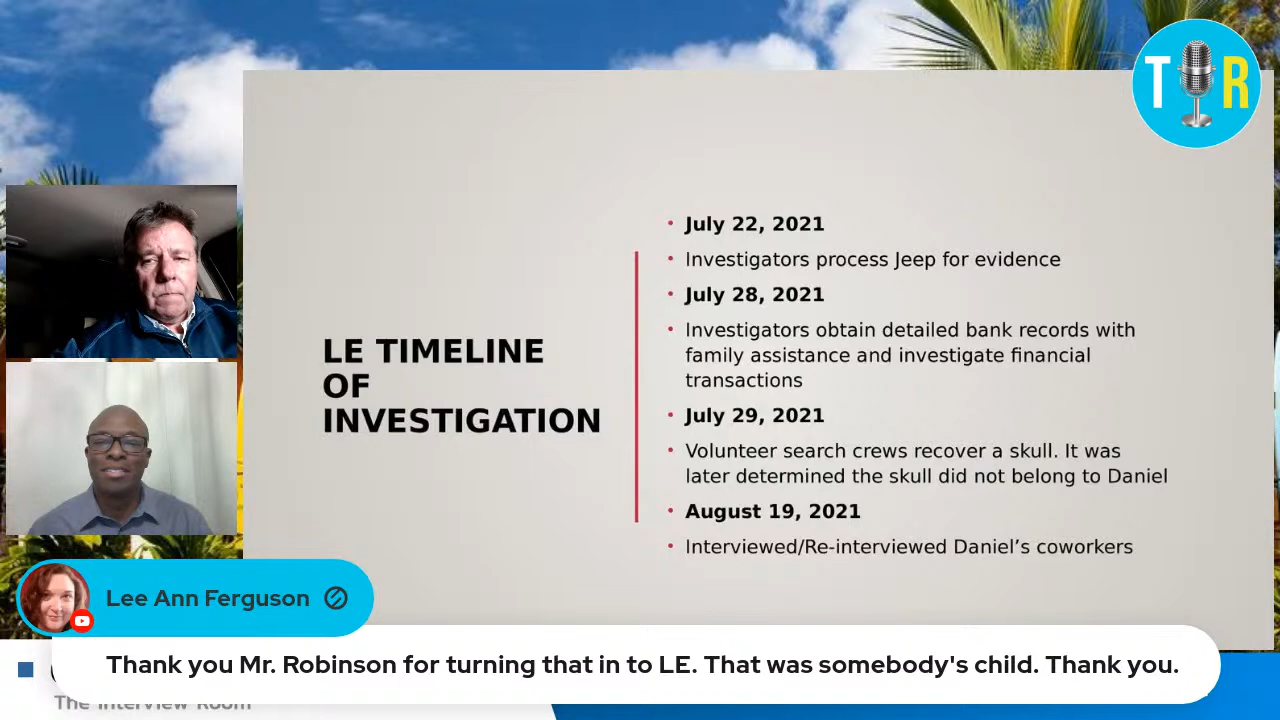 T R
LE TIMELINE
OF
INVESTIGATION
• July 22, 2021
• Investigators process Jeep for evidence
• July 28, 2021
• Investigators obtain detailed bank records with
family assistance and investigate financial
transactions
• July 29, 2021
• Volunteer search crews recover a skull. It was
later determined the skull did not belong to Daniel
• August 19, 2021
• Interviewed/Re-interviewed Daniel’s coworkers
Lee Ann Ferguson
Thank you Mr. Robinson for turning that in to LE. That was somebody's child. Thank you.
The Interview Room